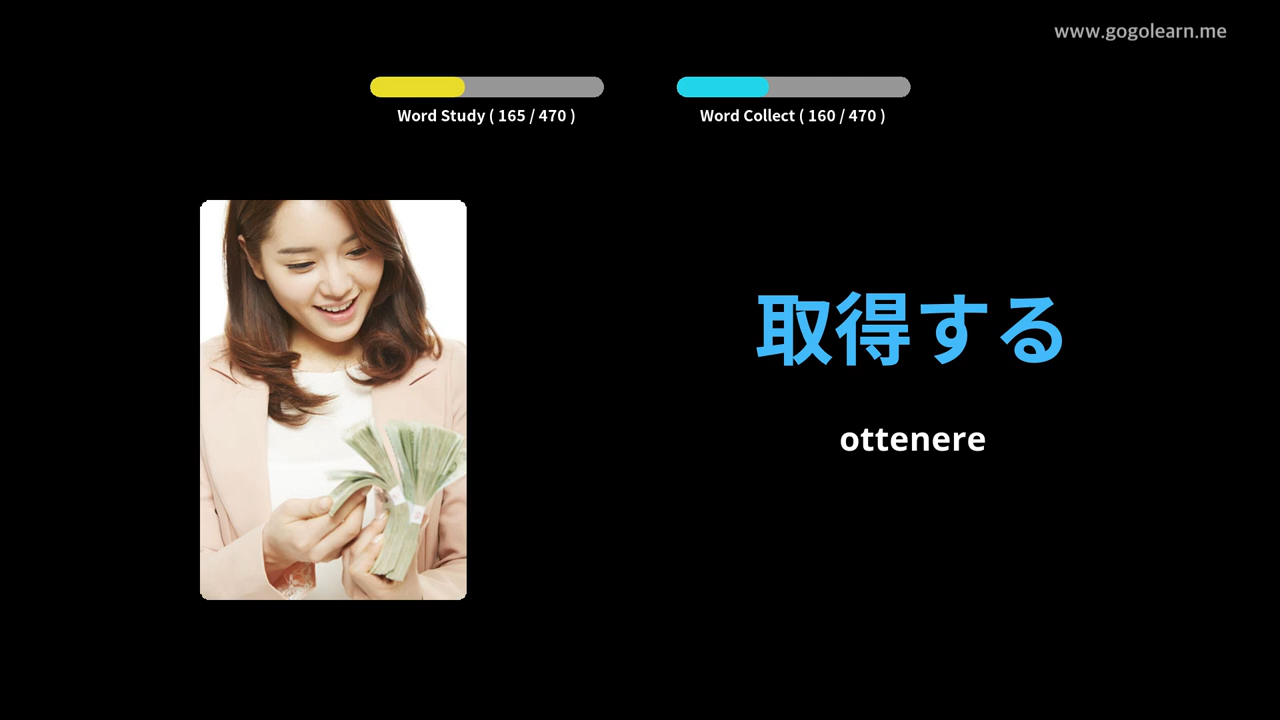 www.gogolearn.me
Word Study ( 165 / 470 )
Word Collect ( 160 / 470 )
取得する
ottenere